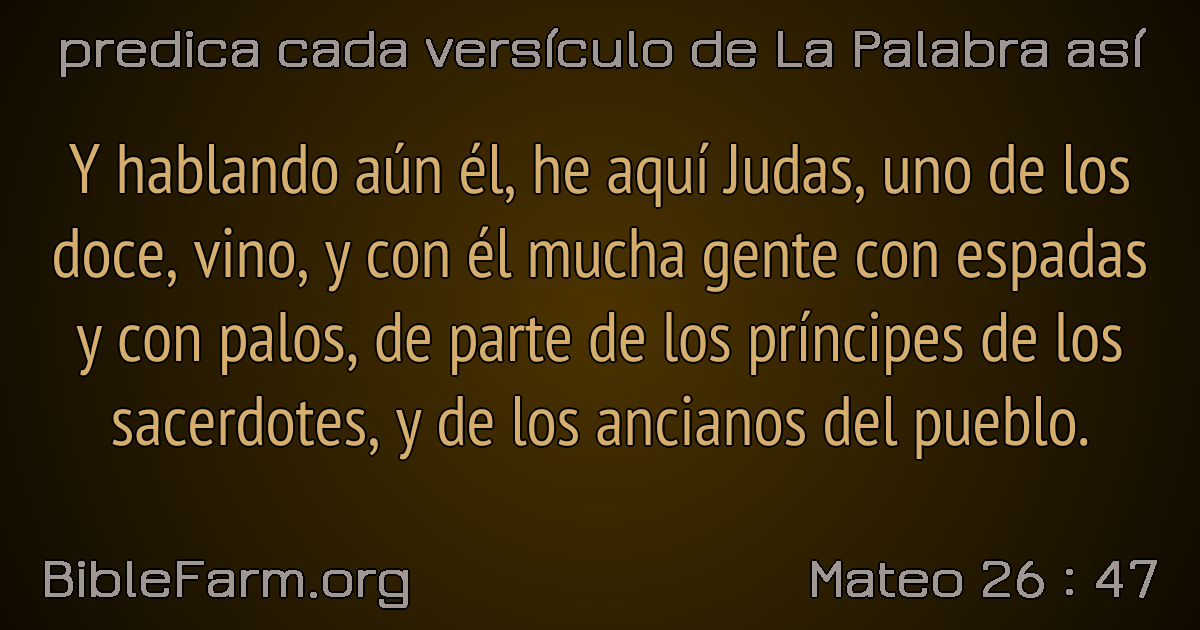 predica cada versículo de La Palabra así
Y hablando aún él, he aquí Judas, uno de los
doce, vino, y con él mucha gente con espadas
y con palos, de parte de los príncipes de los
sacerdotes, y de los ancianos del pueblo.
BibleFarm.org
Mateo 26 : 47